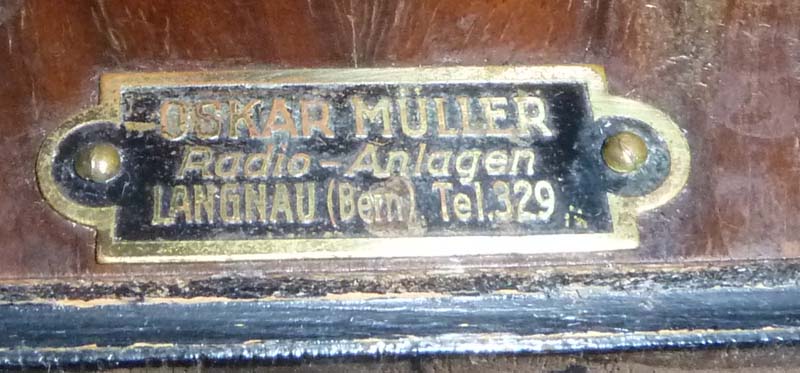 OSKAR MÜLLER
Radio-Anlagen
LANGNAU (Bern) Tel.329